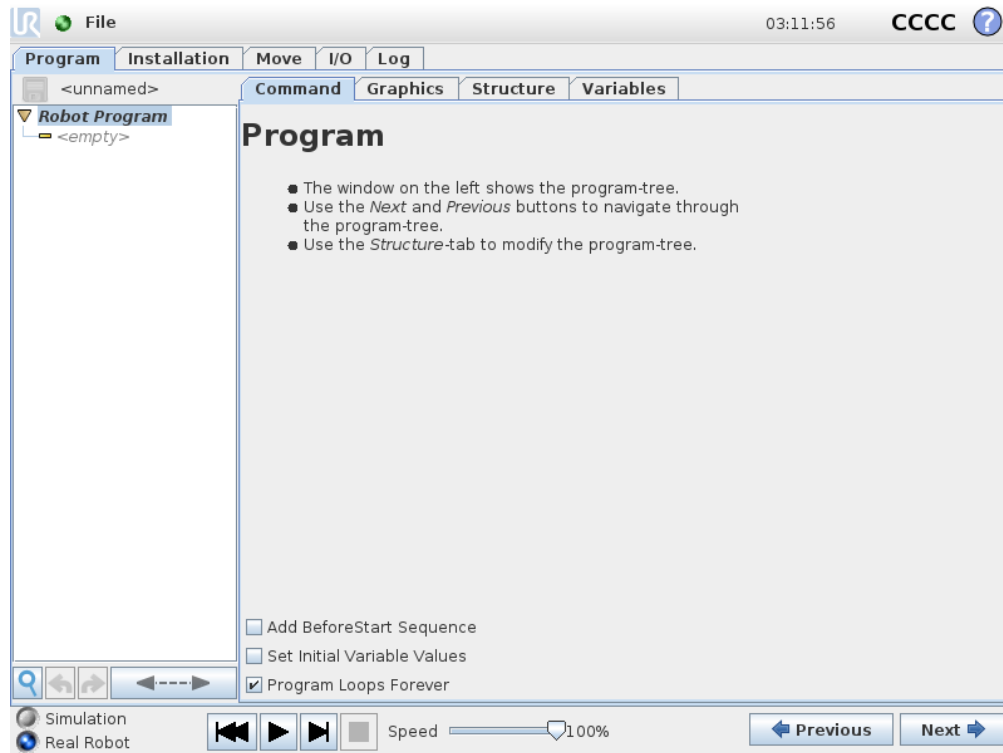 UR File 03:11:56 CCCC ?
Program Installation Move I/O Log
<unnamed> Command Graphics Structure Variables
Robot Program
<empty>
Program
The window on the left shows the program-tree.
Use the Next and Previous buttons to navigate through
the program-tree.
Use the Structure-tab to modify the program-tree.
Add BeforeStart Sequence
Set Initial Variable Values
Program Loops Forever
Simulation
Real Robot
Speed 100%
Previous Next